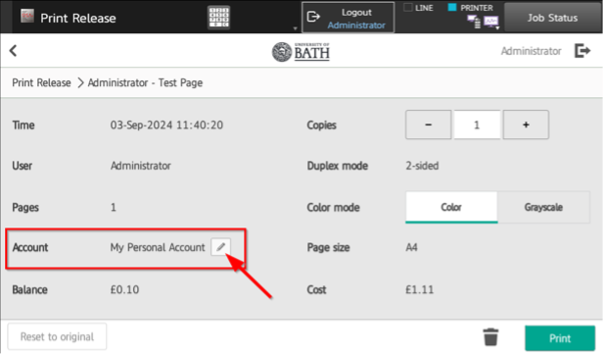 Print Release
Logout
Administrator
LINE
PRINTER
Job Status
UNIVERSITY OF
BATH
Administrator
Print Release > Administrator - Test Page
Time 03-Sep-2024 11:40:20 Copies - 1 +
User Administrator Duplex mode 2-sided
Pages 1 Color mode Color Grayscale
Account My Personal Account Page size A4
Balance £0.10 Cost £1.11
Reset to original Print